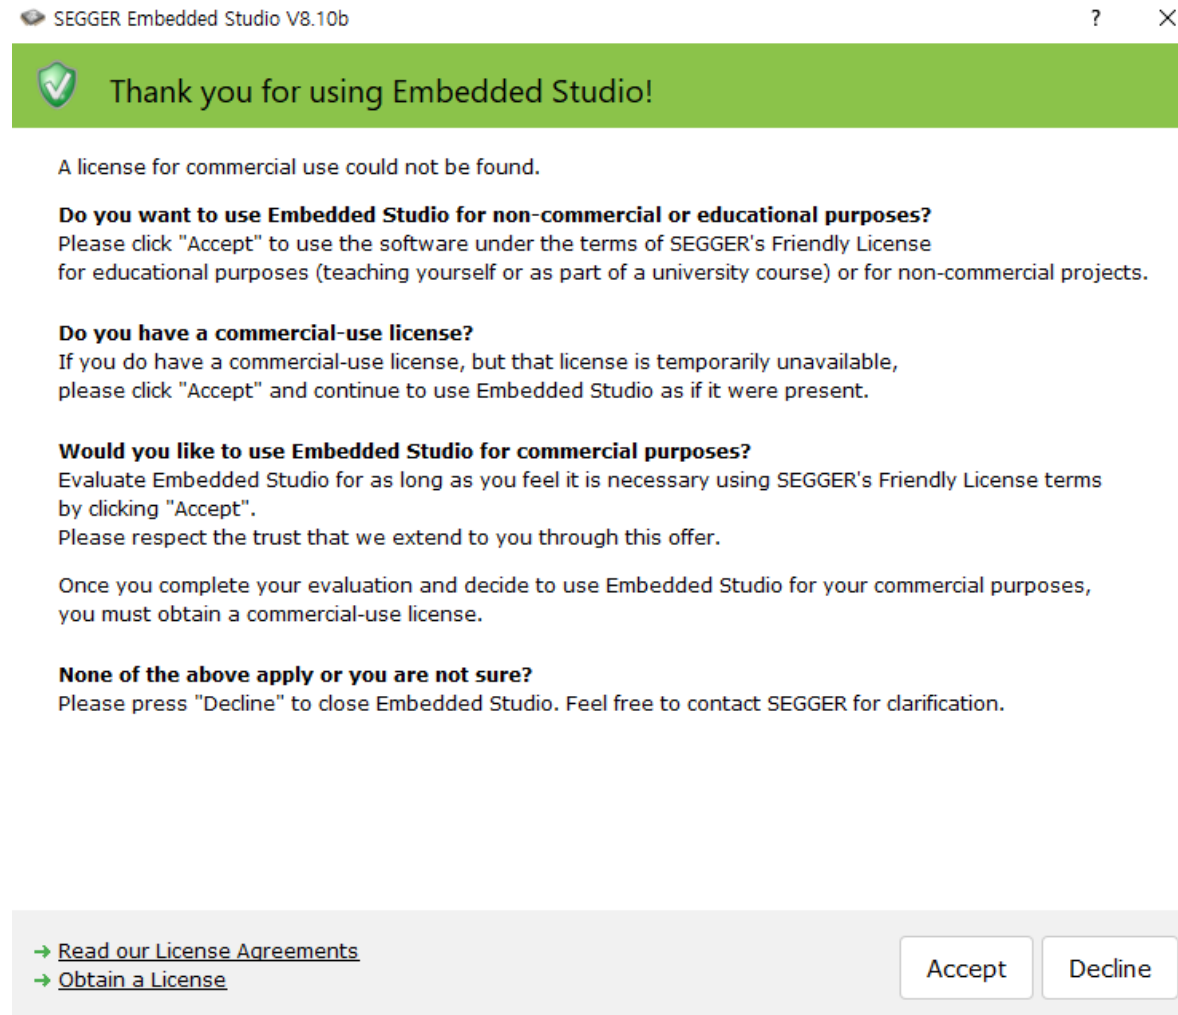 SEGGER Embedded Studio V8.10b
?
Thank you for using Embedded Studio!
A license for commercial use could not be found.
Do you want to use Embedded Studio for non-commercial or educational purposes?
Please click "Accept" to use the software under the terms of SEGGER's Friendly License
for educational purposes (teaching yourself or as part of a university course) or for non-commercial projects.
Do you have a commercial-use license?
If you do have a commercial-use license, but that license is temporarily unavailable,
please click "Accept" and continue to use Embedded Studio as if it were present.
Would you like to use Embedded Studio for commercial purposes?
Evaluate Embedded Studio for as long as you feel it is necessary using SEGGER's Friendly License terms
by clicking "Accept".
Please respect the trust that we extend to you through this offer.
Once you complete your evaluation and decide to use Embedded Studio for your commercial purposes,
you must obtain a commercial-use license.
None of the above apply or you are not sure?
Please press "Decline" to close Embedded Studio. Feel free to contact SEGGER for clarification.
Read our License Agreements
Obtain a License
Accept
Decline